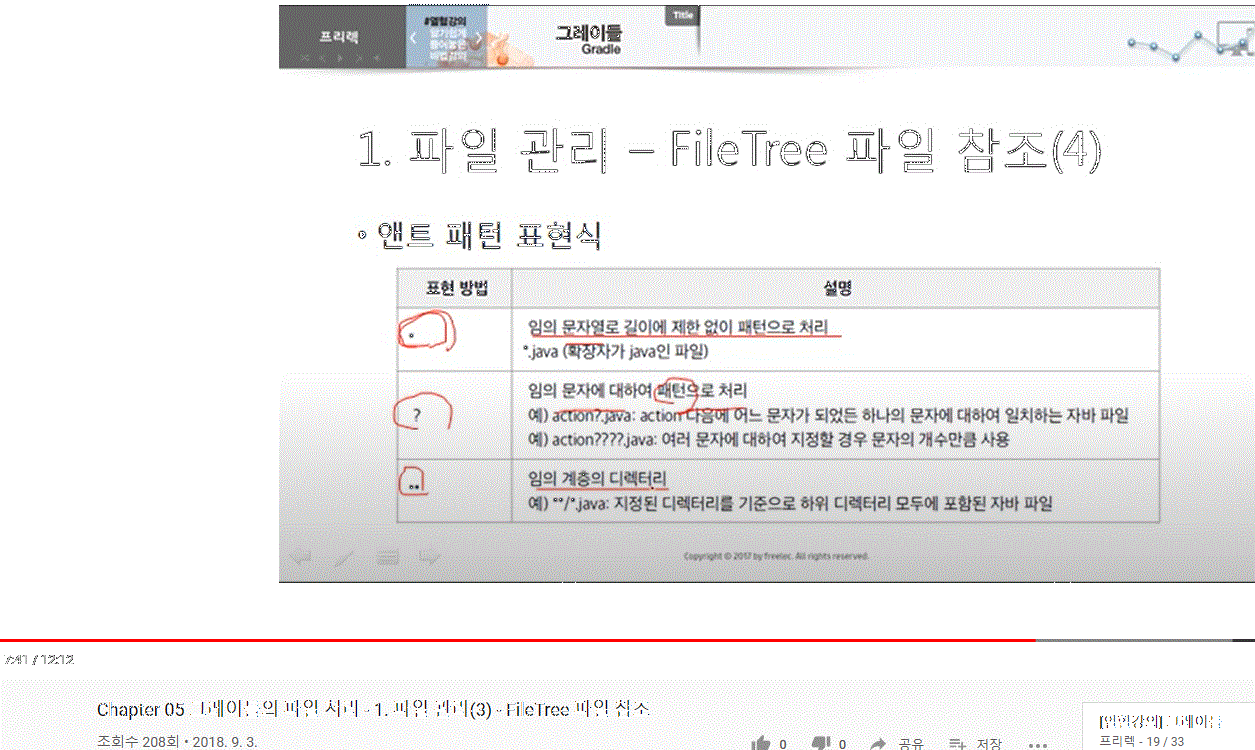 프리렉
#열혈강의
그레이들
Title
Gradle
1. 파일 관리 – FileTree 파일 참조(4)
• 앤트 패턴 표현식
표현 방법
설명
*
임의 문자열로 길이에 제한 없이 패턴으로 처리
*.java (확장자가 java인 파일)
?
임의 문자에 대하여 패턴으로 처리
예) action?.java: action 다음에 어느 문자가 되었든 하나의 문자에 대하여 일치하는 자바 파일
예) action????.java: 여러 문자에 대하여 지정할 경우 문자의 개수만큼 사용
**
임의 계층의 디렉터리
예) **/*.java: 지정된 디렉터리를 기준으로 하위 디렉터리 모두에 포함된 자바 파일
Copyright © 2017 by freelec. All rights reserved.
/ 12:12
Chapter 05. 그레이들의 파일 처리 - 1. 파일 관리(3) - FileTree 파일 참조
조회수 208회 • 2018. 9. 3.
0
0
공유
저장
[열혈강의] 그레이들
프리렉 - 19 / 33